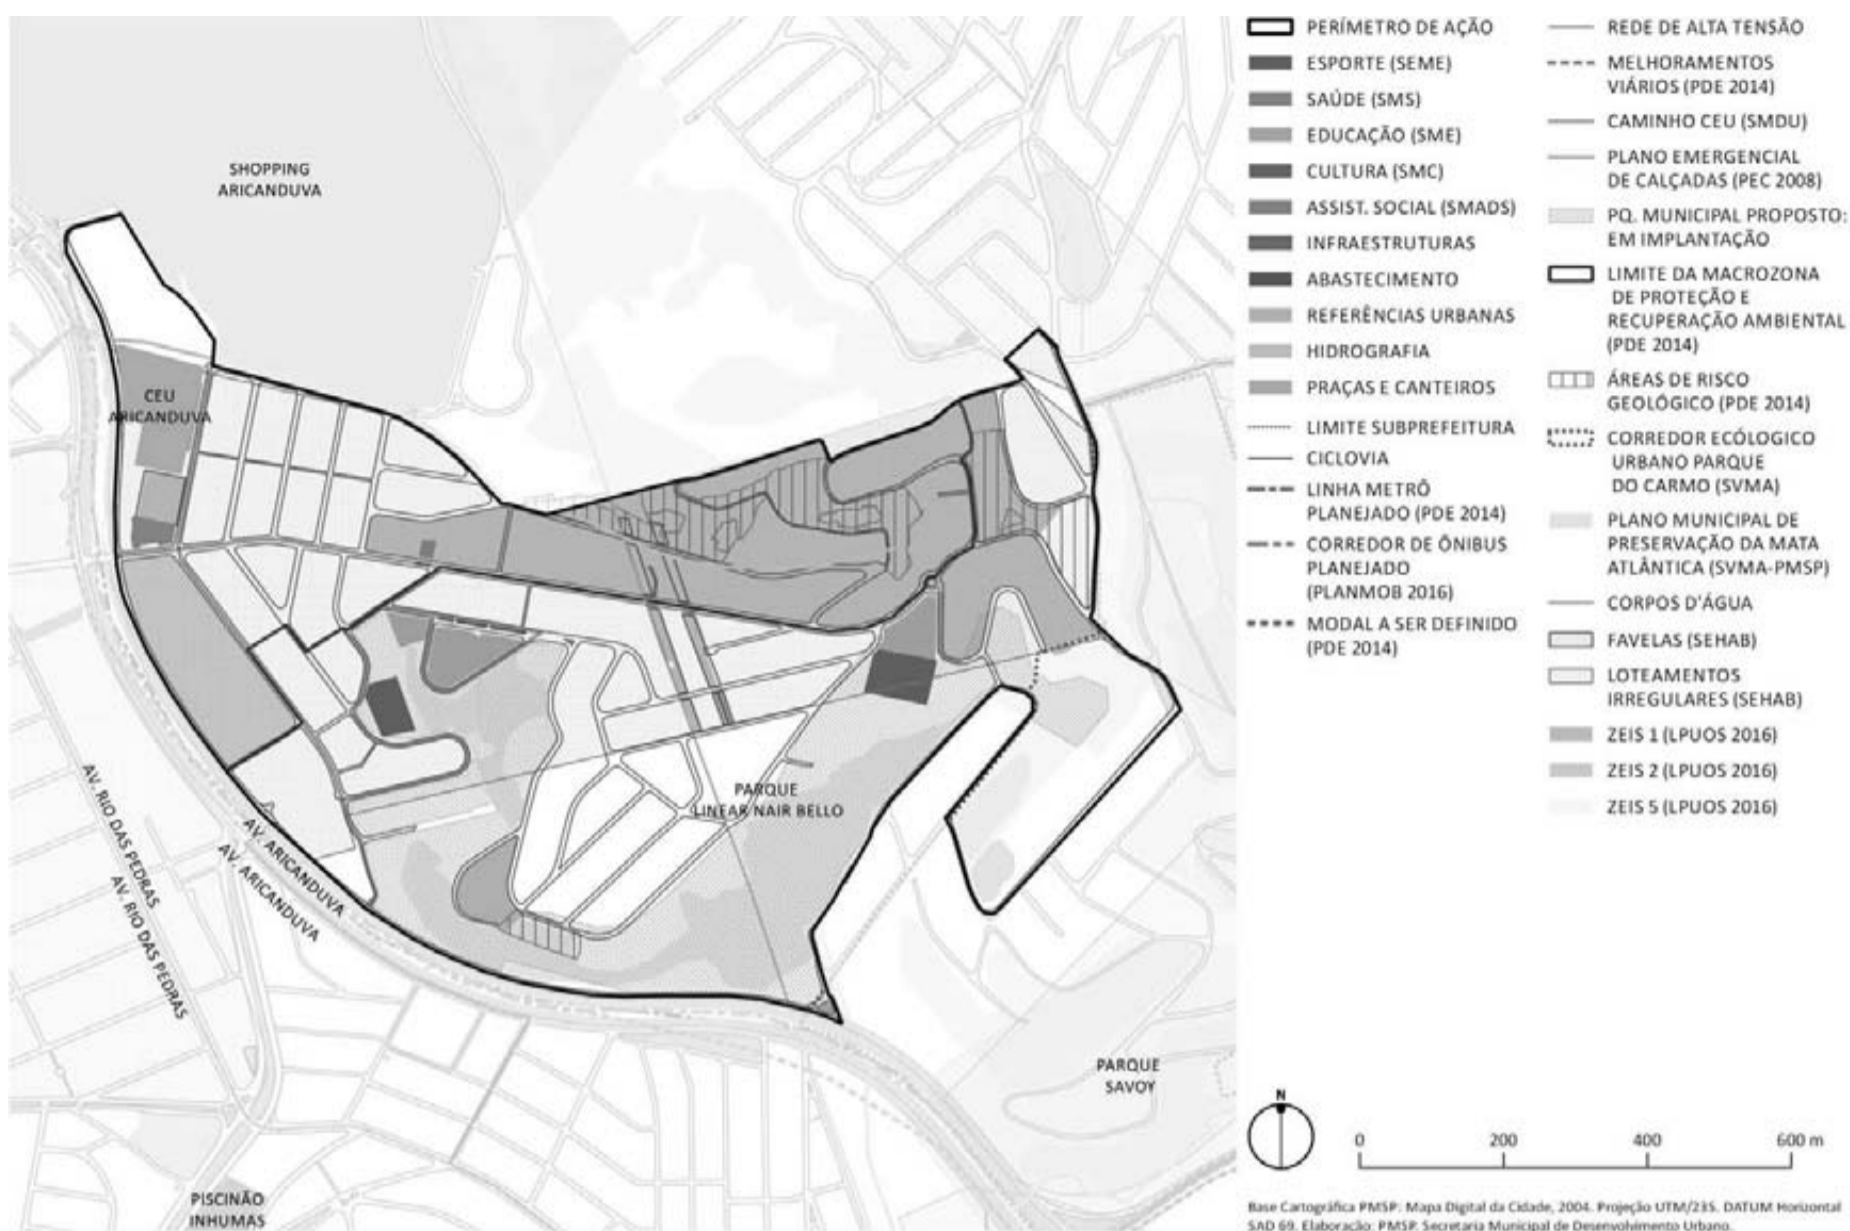 SHOPPING
ARICANDUVA
CEU
ARICANDUVA
PARQUE
LINEAR NAIR BELLO
AV. RIO DAS PEDRAS
AV. RIO DAS PEDRAS
AV. ARICANDUVA
AV. ARICANDUVA
PARQUE
SAVOY
PISCINÃO
INHUMAS
PERÍMETRO DE AÇÃO
ESPORTE (SEME)
SAÚDE (SMS)
EDUCAÇÃO (SME)
CULTURA (SMC)
ASSIST. SOCIAL (SMADS)
INFRAESTRUTURAS
ABASTECIMENTO
REFERÊNCIAS URBANAS
HIDROGRAFIA
PRAÇAS E CANTEIROS
LIMITE SUBPREFEITURA
CICLOVIA
LINHA METRÔ
PLANEJADO (PDE 2014)
CORREDOR DE ÔNIBUS
PLANEJADO
(PLANMOB 2016)
MODAL A SER DEFINIDO
(PDE 2014)
REDE DE ALTA TENSÃO
MELHORAMENTOS
VIÁRIOS (PDE 2014)
CAMINHO CEU (SMDU)
PLANO EMERGENCIAL
DE CALÇADAS (PEC 2008)
PQ. MUNICIPAL PROPOSTO:
EM IMPLANTAÇÃO
LIMITE DA MACROZONA
DE PROTEÇÃO E
RECUPERAÇÃO AMBIENTAL
(PDE 2014)
ÁREAS DE RISCO
GEOLÓGICO (PDE 2014)
CORREDOR ECÓLOGICO
URBANO PARQUE
DO CARMO (SVMA)
PLANO MUNICIPAL DE
PRESERVAÇÃO DA MATA
ATLÂNTICA (SVMA-PMSP)
CORPOS D'ÁGUA
FAVELAS (SEHAB)
LOTEAMENTOS
IRREGULARES (SEHAB)
ZEIS 1 (LPUOS 2016)
ZEIS 2 (LPUOS 2016)
ZEIS 5 (LPUOS 2016)
N
0 200 400 600 m
Base Cartográfica PMSP: Mapa Digital da Cidade, 2004. Projeção UTM/23S. DATUM Horizontal
SAD 69. Elaboração: PMSP. Secretaria Municipal de Desenvolvimento Urbano.